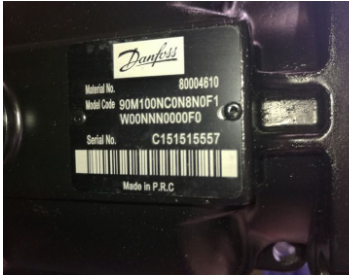 Danfoss
Material No. 80004610
Model Code 90M100NC0N8N0F1
W00NNN0000F0
Serial No. C151515557
Made in P.R.C